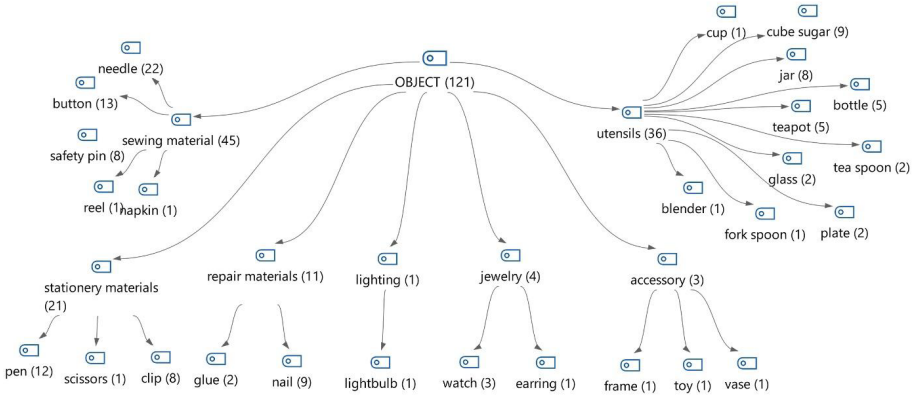 OBJECT (121)
sewing material (45)
needle (22)
button (13)
safety pin (8)
reel (1)
napkin (1)
utensils (36)
cup (1)
cube sugar (9)
jar (8)
bottle (5)
teapot (5)
tea spoon (2)
glass (2)
plate (2)
fork spoon (1)
blender (1)
stationery materials
(21)
pen (12)
scissors (1)
clip (8)
repair materials (11)
glue (2)
nail (9)
lighting (1)
lightbulb (1)
jewelry (4)
watch (3)
earring (1)
accessory (3)
frame (1)
toy (1)
vase (1)